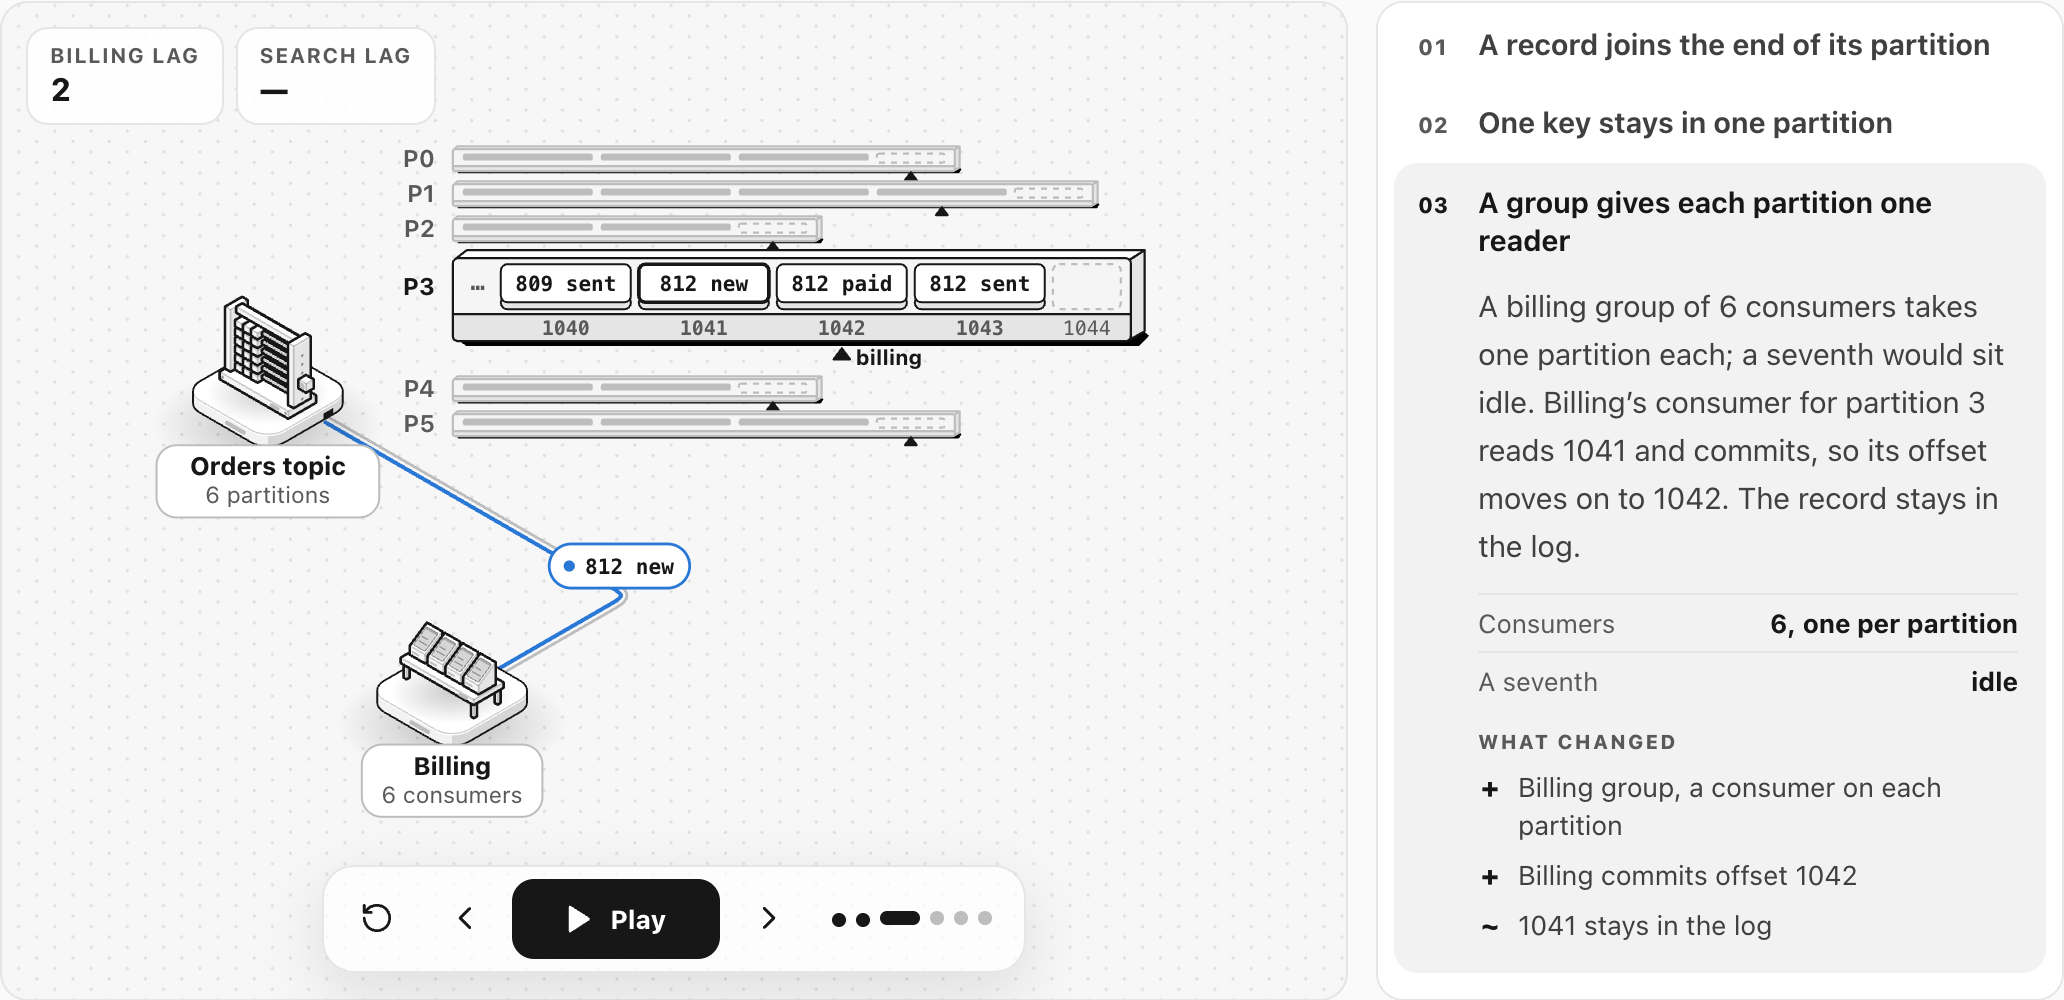 BILLING LAG
2
SEARCH LAG
—
P0
P1
P2
P3
... 809 sent 812 new 812 paid 812 sent
1040 1041 1042 1043 1044
billing
P4
P5
Orders topic
6 partitions
812 new
Billing
6 consumers
Play
01 A record joins the end of its partition
02 One key stays in one partition
03 A group gives each partition one
reader
A billing group of 6 consumers takes
one partition each; a seventh would sit
idle. Billing’s consumer for partition 3
reads 1041 and commits, so its offset
moves on to 1042. The record stays in
the log.
Consumers 6, one per partition
A seventh idle
WHAT CHANGED
+ Billing group, a consumer on each
partition
+ Billing commits offset 1042
~ 1041 stays in the log